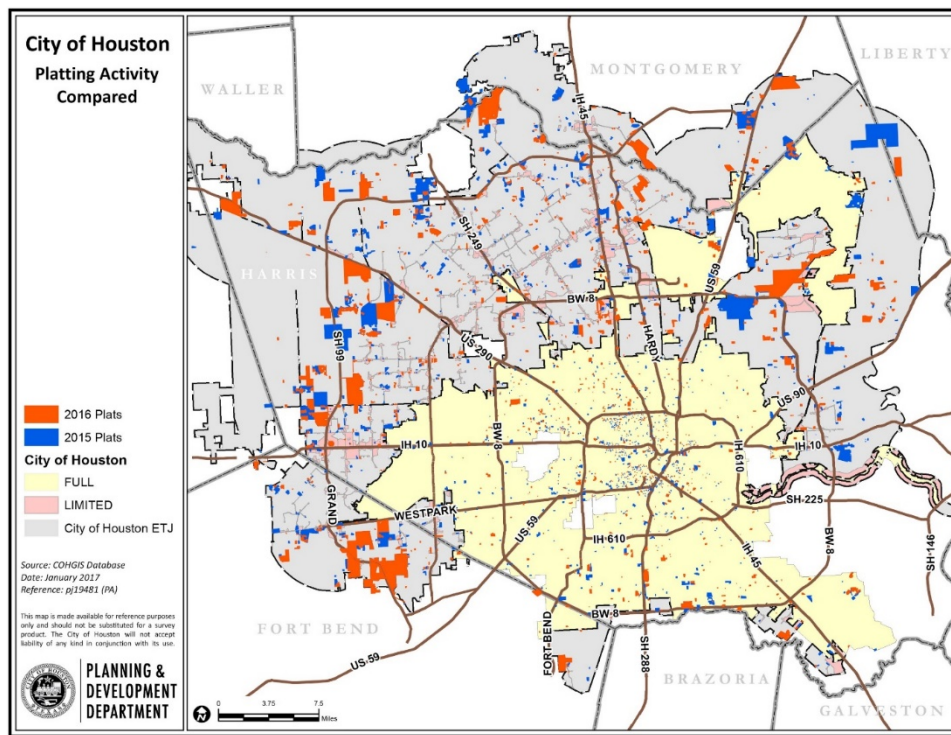 City of Houston
Platting Activity
Compared
2016 Plats
2015 Plats
City of Houston
FULL
LIMITED
City of Houston ETJ
Source: COHGIS Database
Date: January 2017
Reference: pj19481 (PA)
This map is made available for reference purposes
only and should not be substituted for a survey
product. The City of Houston will not accept
liability of any kind in conjunction with its use.
PLANNING &
DEVELOPMENT
DEPARTMENT
WALLER
MONTGOMERY
LIBERTY
HARRIS
FORT BEND
BRAZORIA
GALVESTON
IH-45
SH-249
US-59
BW-8
HARDY
SH-99
US-290
US-90
IH-10
BW-8
IH-610
IH-10
GRAND
WESTPARK
SH-225
US-59
IH-610
IH-45
BW-8
SH-146
BW-8
FORT-BEND
SH-288
US-59
0 3.75 7.5
Miles